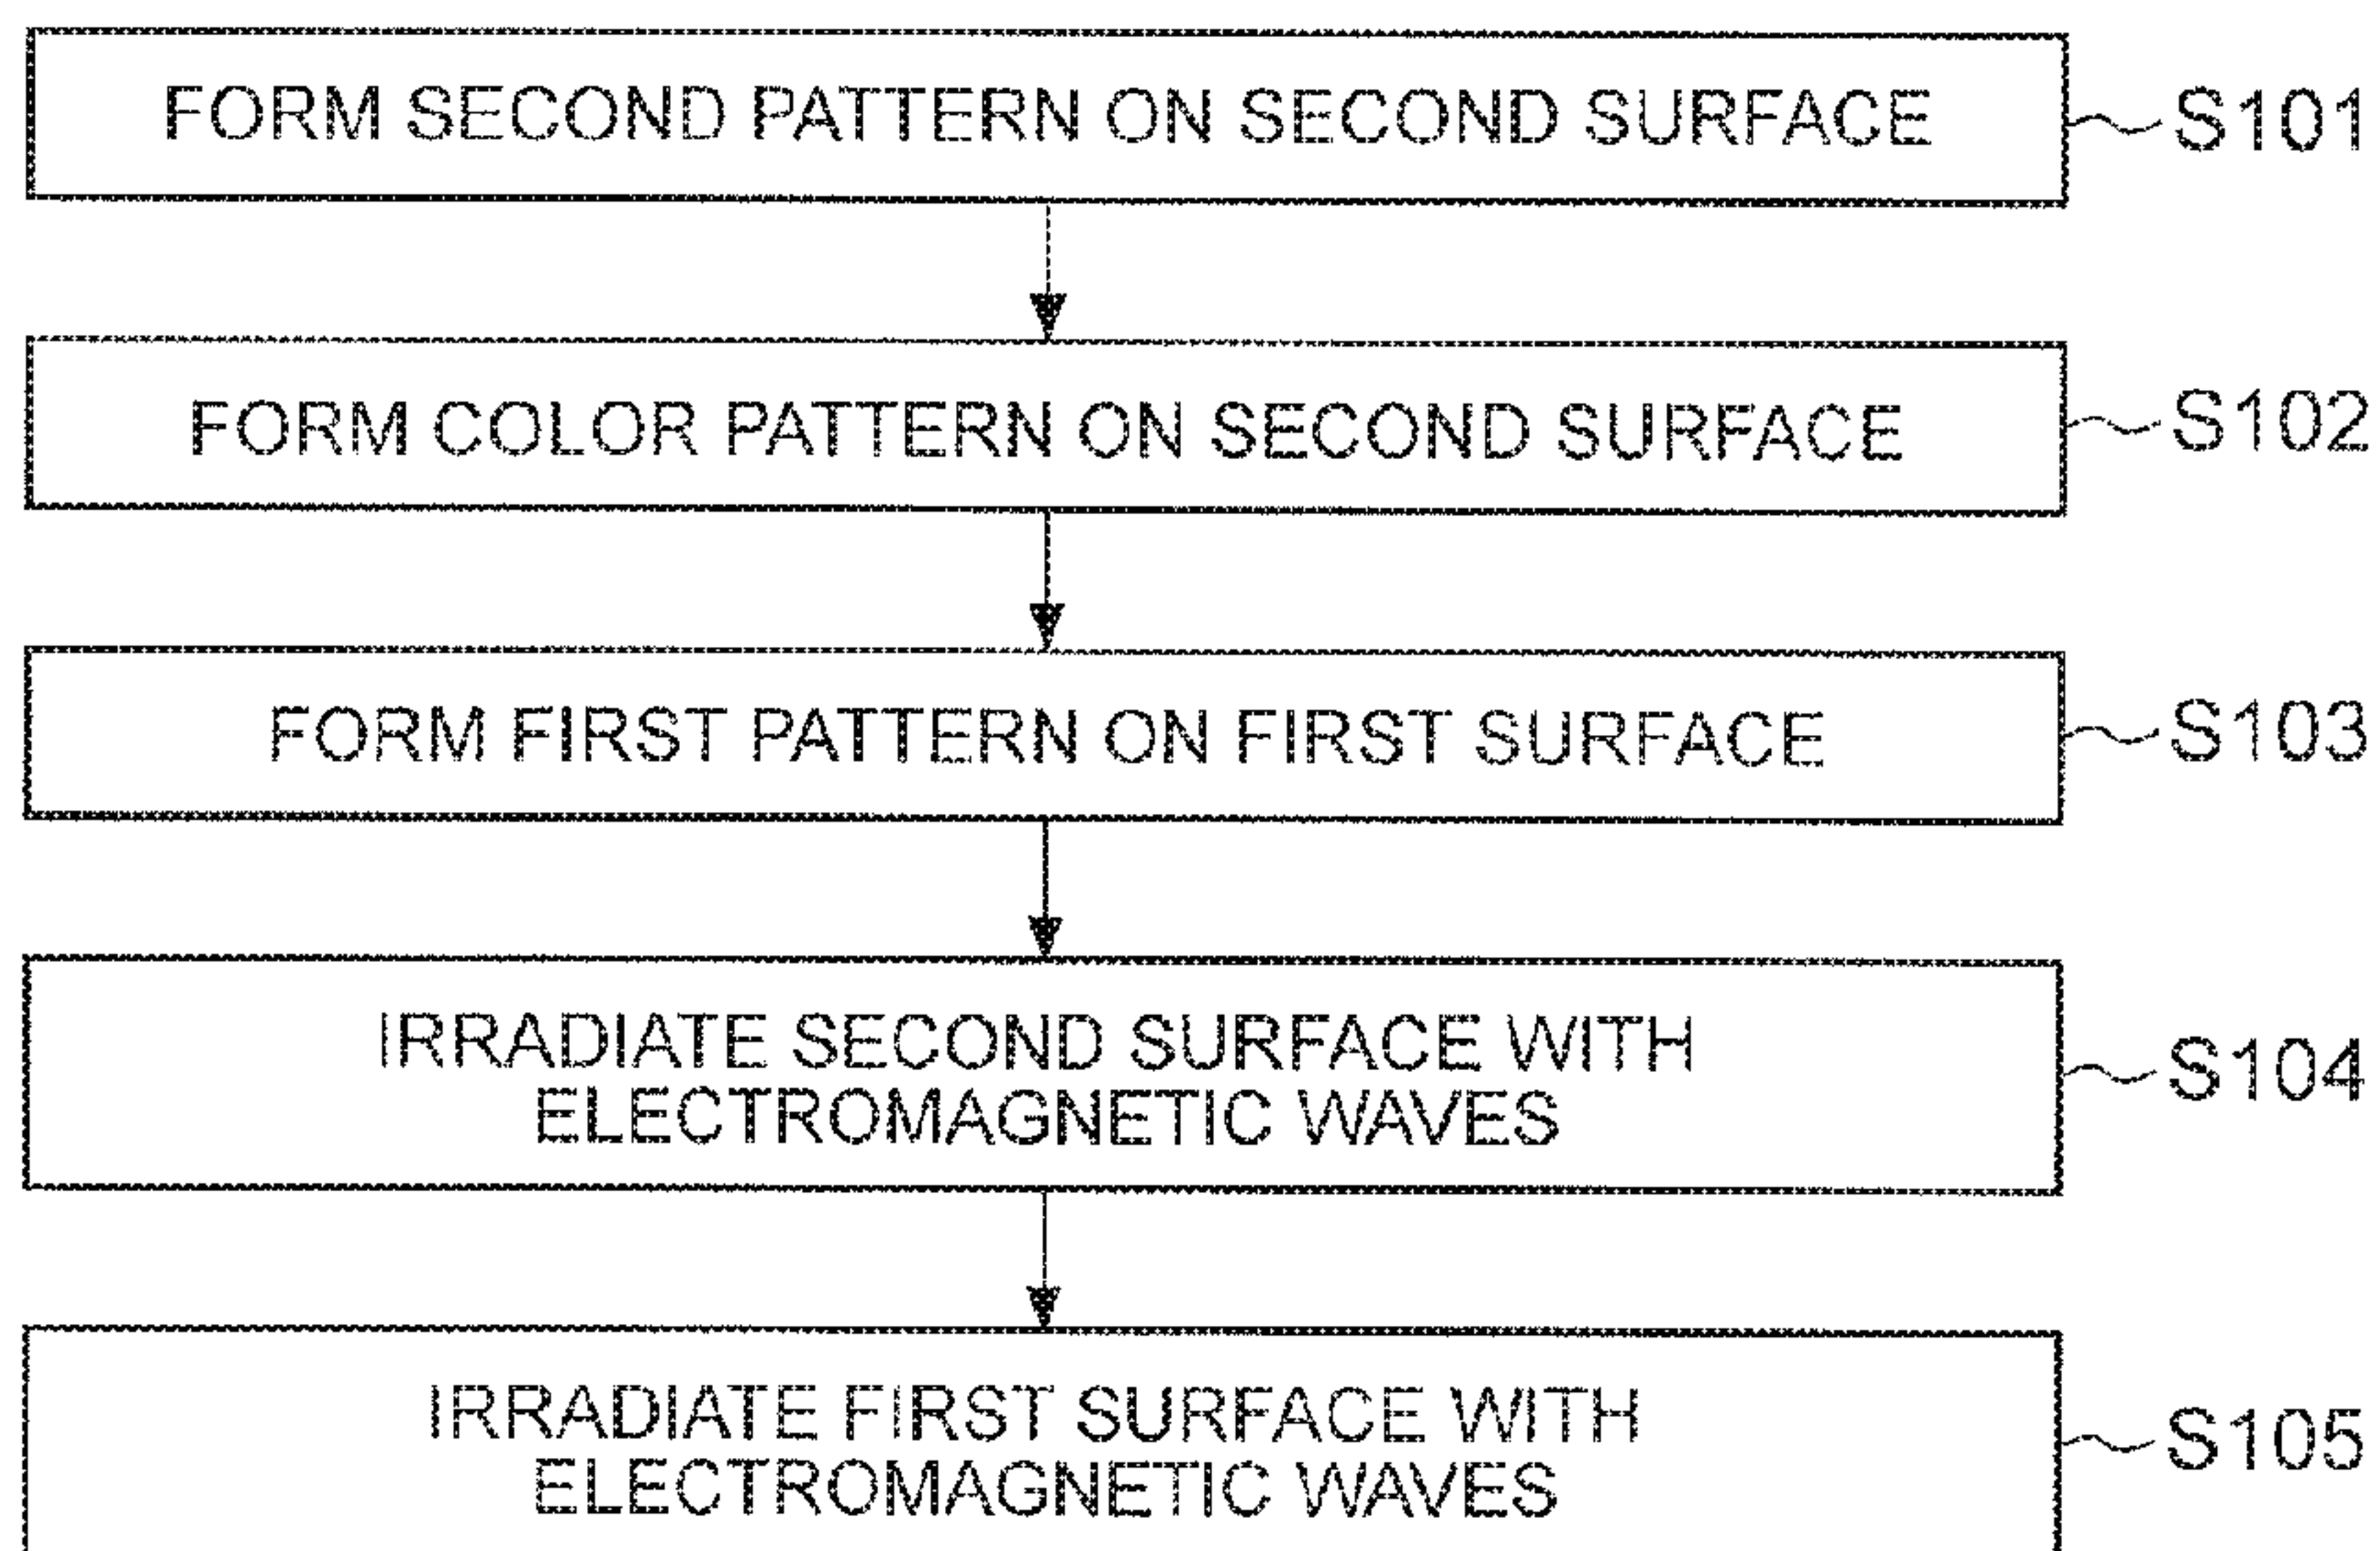 FORM SECOND PATTERN ON SECOND SURFACE S101
FORM COLOR PATTERN ON SECOND SURFACE S102
FORM FIRST PATTERN ON FIRST SURFACE S103
IRRADIATE SECOND SURFACE WITH
ELECTROMAGNETIC WAVES
S104
IRRADIATE FIRST SURFACE WITH
ELECTROMAGNETIC WAVES
S105